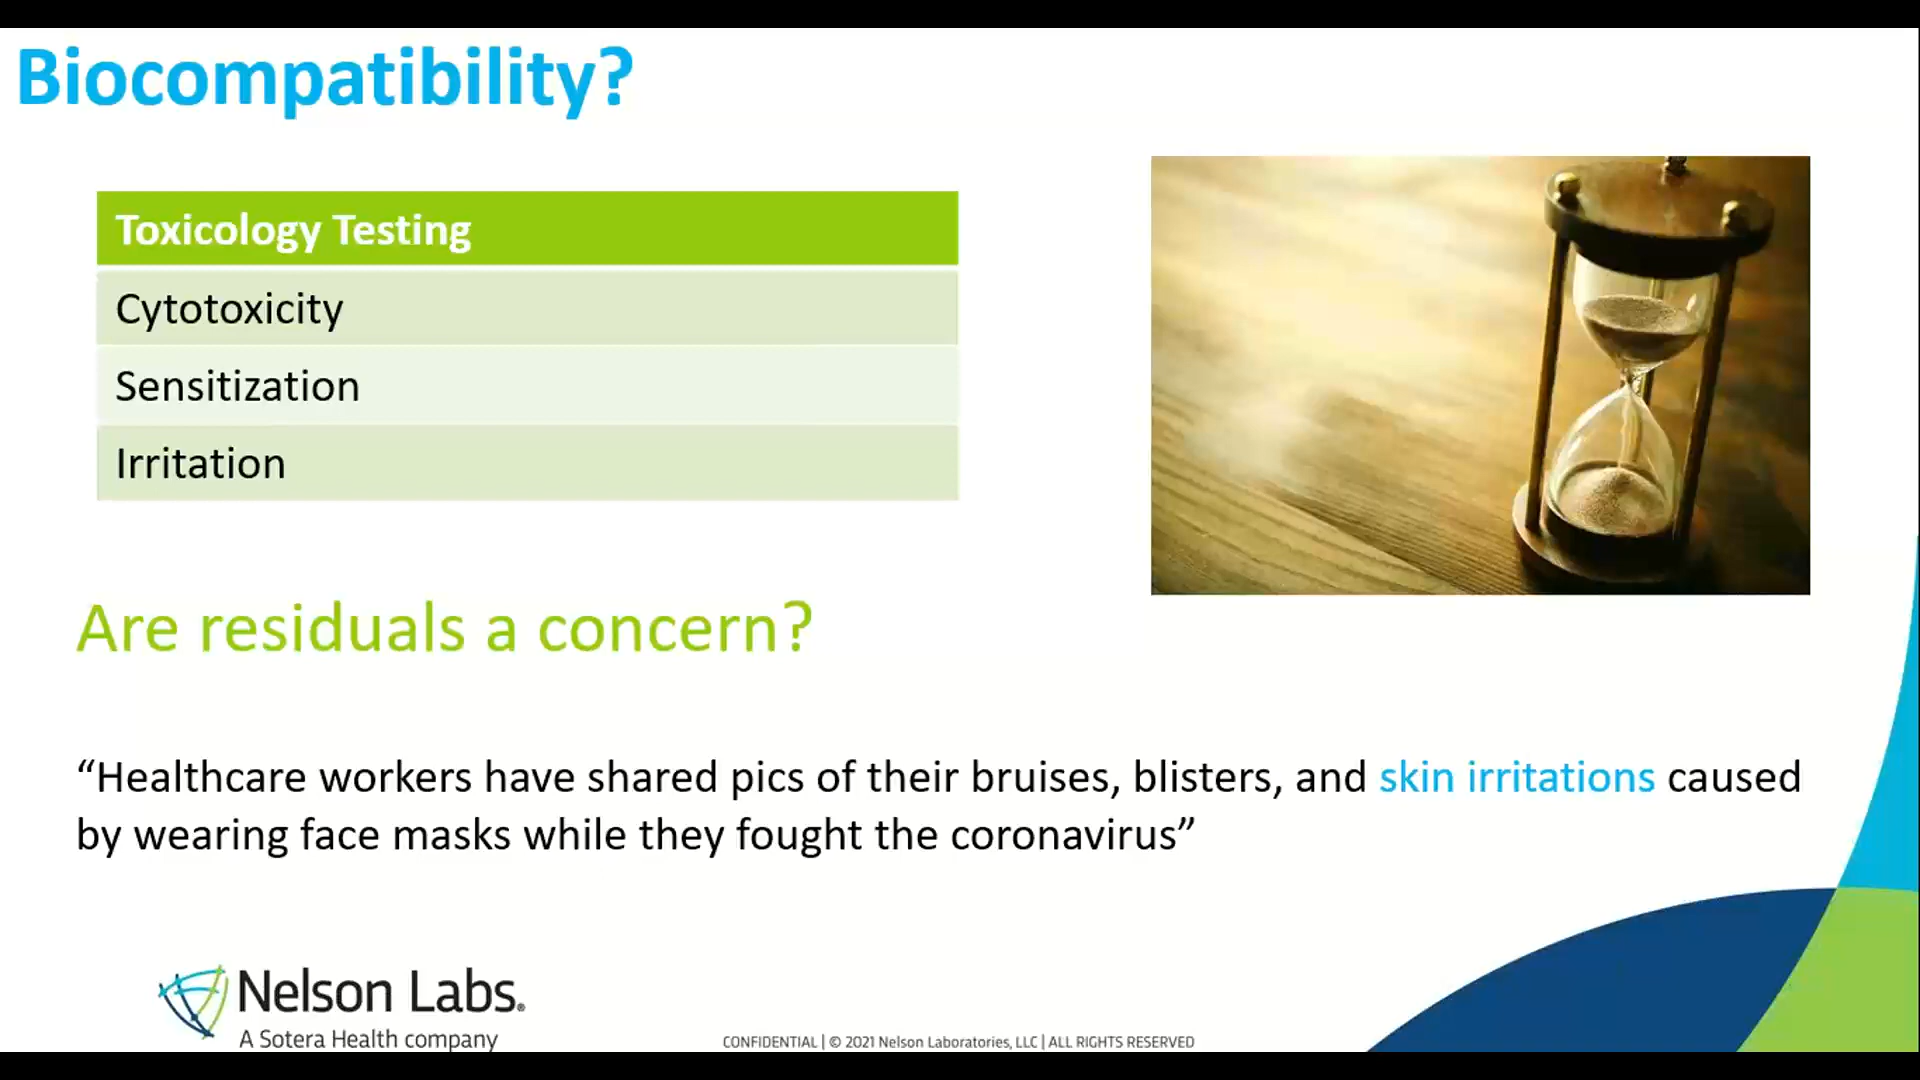 Biocompatibility?
Toxicology Testing
Cytotoxicity
Sensitization
Irritation
Are residuals a concern?
“Healthcare workers have shared pics of their bruises, blisters, and skin irritations caused
by wearing face masks while they fought the coronavirus”
Nelson Labs®
A Sotera Health company
CONFIDENTIAL | © 2021 Nelson Laboratories, LLC | ALL RIGHTS RESERVED